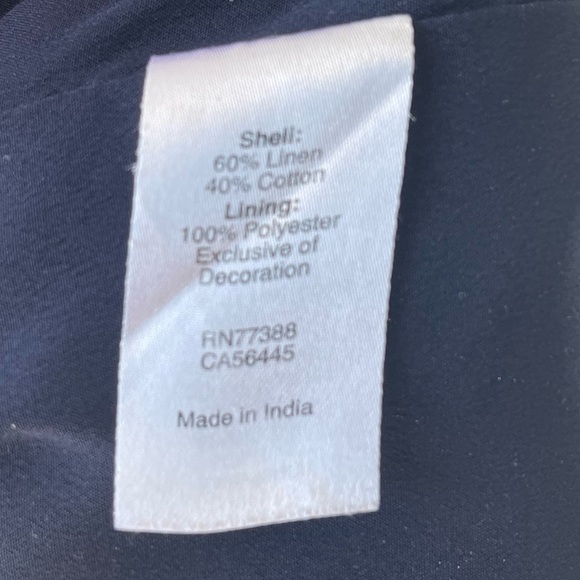 Shell:
60% Linen
40% Cotton
Lining:
100% Polyester
Exclusive of
Decoration
RN77388
CA56445
Made in India